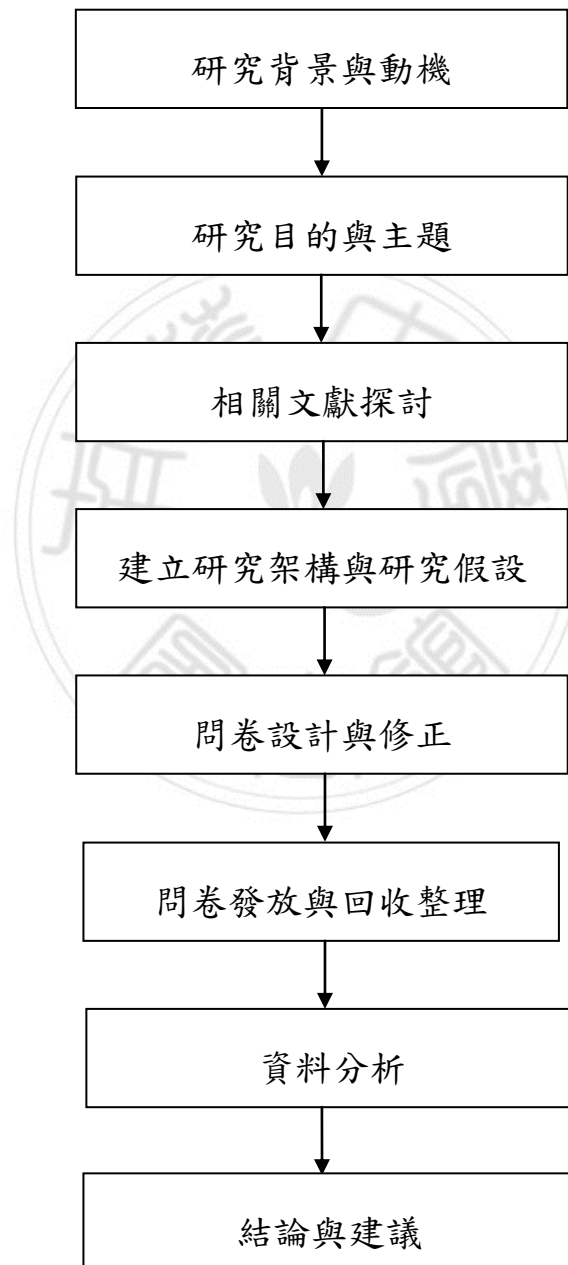 研究背景與動機
研究目的與主題
相關文獻探討
建立研究架構與研究假設
問卷設計與修正
問卷發放與回收整理
資料分析
結論與建議